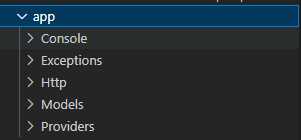 app
Console
Exceptions
Http
Models
Providers